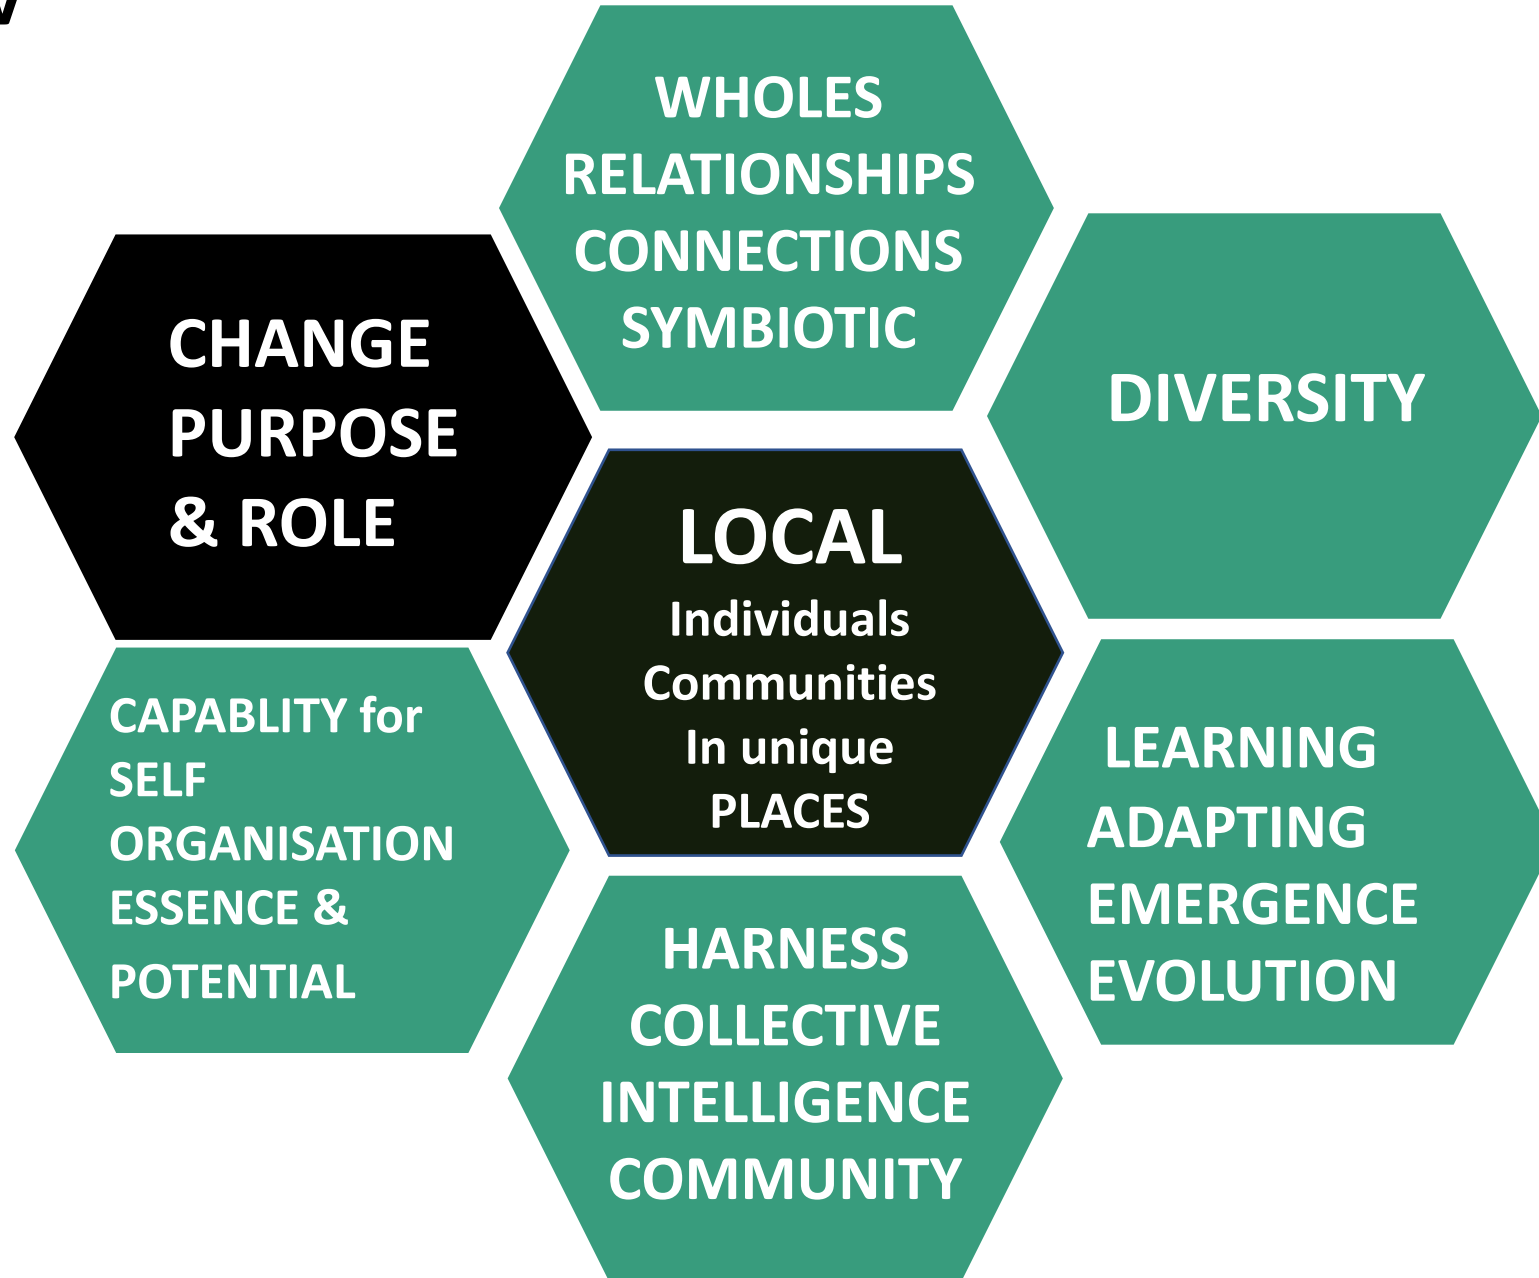 WHOLES
RELATIONSHIPS
CONNECTIONS
SYMBIOTIC
CHANGE
PURPOSE
& ROLE
DIVERSITY
LOCAL
Individuals
Communities
In unique
PLACES
CAPABLITY for
SELF
ORGANISATION
ESSENCE &
POTENTIAL
LEARNING
ADAPTING
EMERGENCE
EVOLUTION
HARNESS
COLLECTIVE
INTELLIGENCE
COMMUNITY